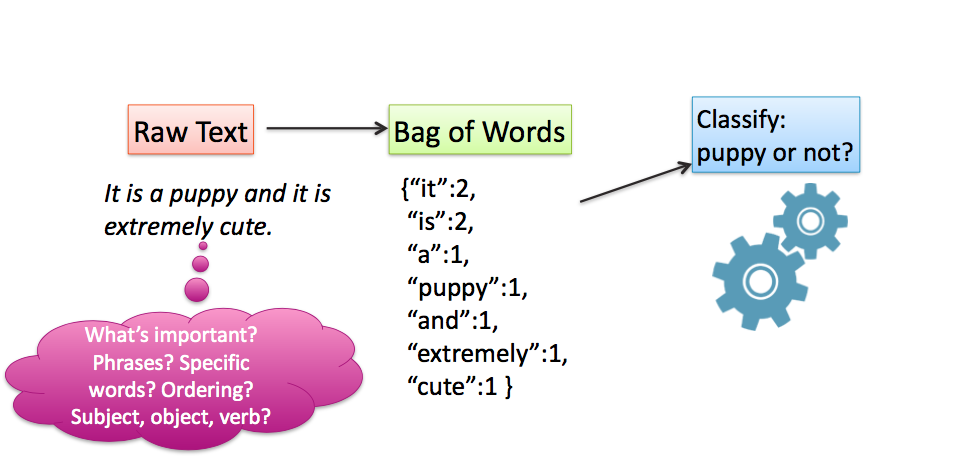 Raw Text
It is a puppy and it is
extremely cute.
What’s important?
Phrases? Specific
words? Ordering?
Subject, object, verb?
Bag of Words
{“it”:2,
“is”:2,
“a”:1,
“puppy”:1,
“and”:1,
“extremely”:1,
“cute”:1 }
Classify:
puppy or not?